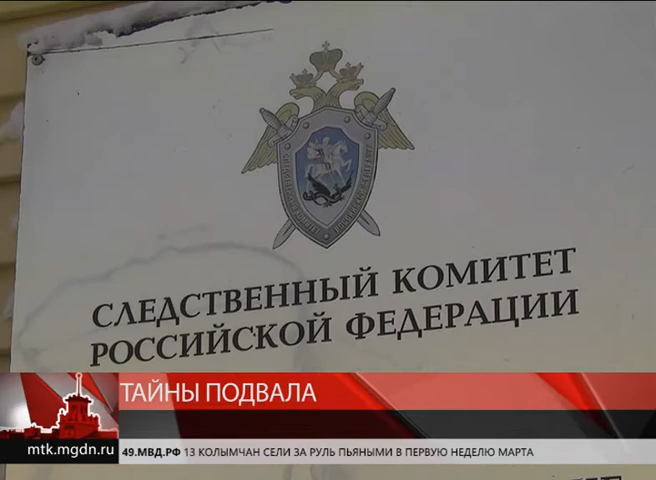 СЛЕДСТВЕННЫЙ КОМИТЕТ
РОССИЙСКОЙ ФЕДЕРАЦИИ
ТАЙНЫ ПОДВАЛА
mtk.mgdn.ru
49.МВД.РФ 13 КОЛЫМЧАН СЕЛИ ЗА РУЛЬ ПЬЯНЫМИ В ПЕРВУЮ НЕДЕЛЮ МАРТА